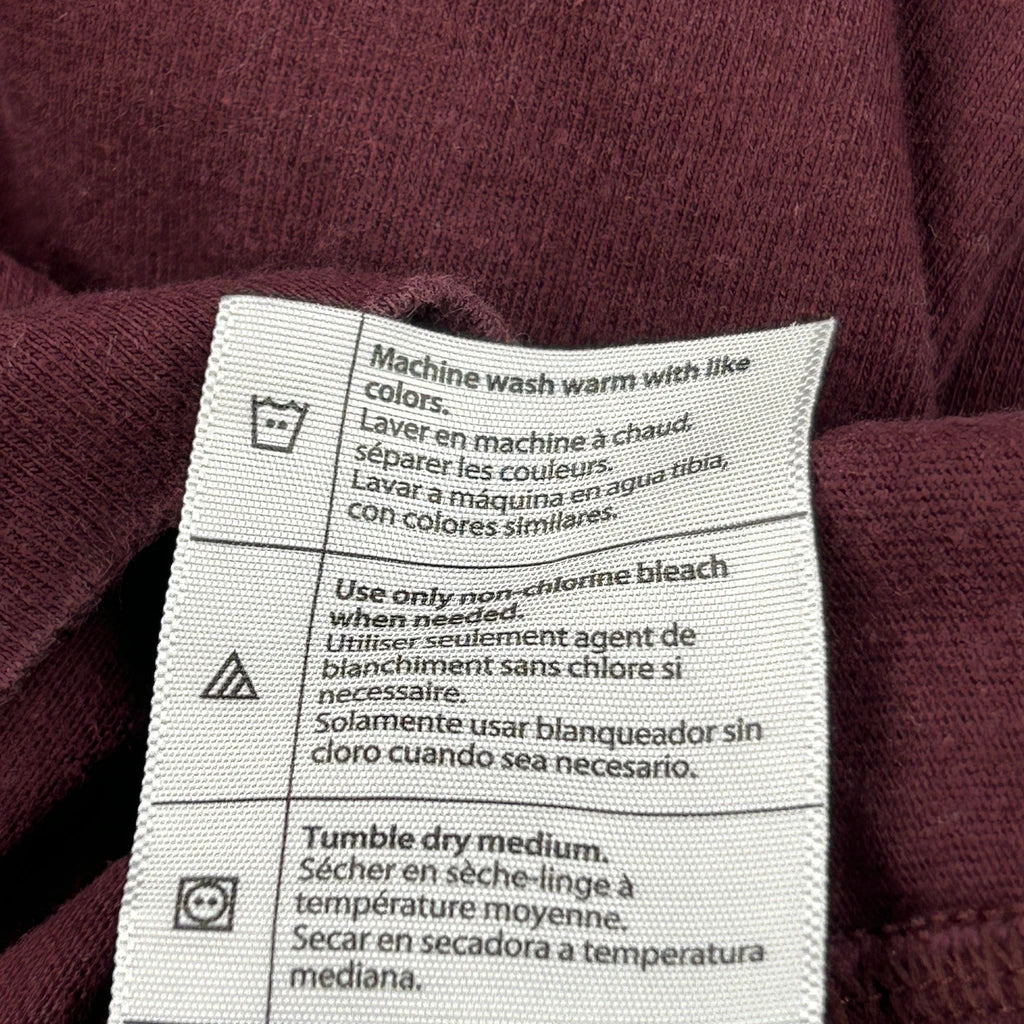 Machine wash warm with like
colors.
Laver en machine à chaud,
séparer les couleurs.
Lavar a máquina en agua tibia,
con colores similares.
Use only non-chlorine bleach
when needed.
Utiliser seulement agent de
blanchiment sans chlore si
necessaire.
Solamente usar blanqueador sin
cloro cuando sea necesario.
Tumble dry medium.
Sécher en sèche-linge à
température moyenne.
Secar en secadora a temperatura
mediana.